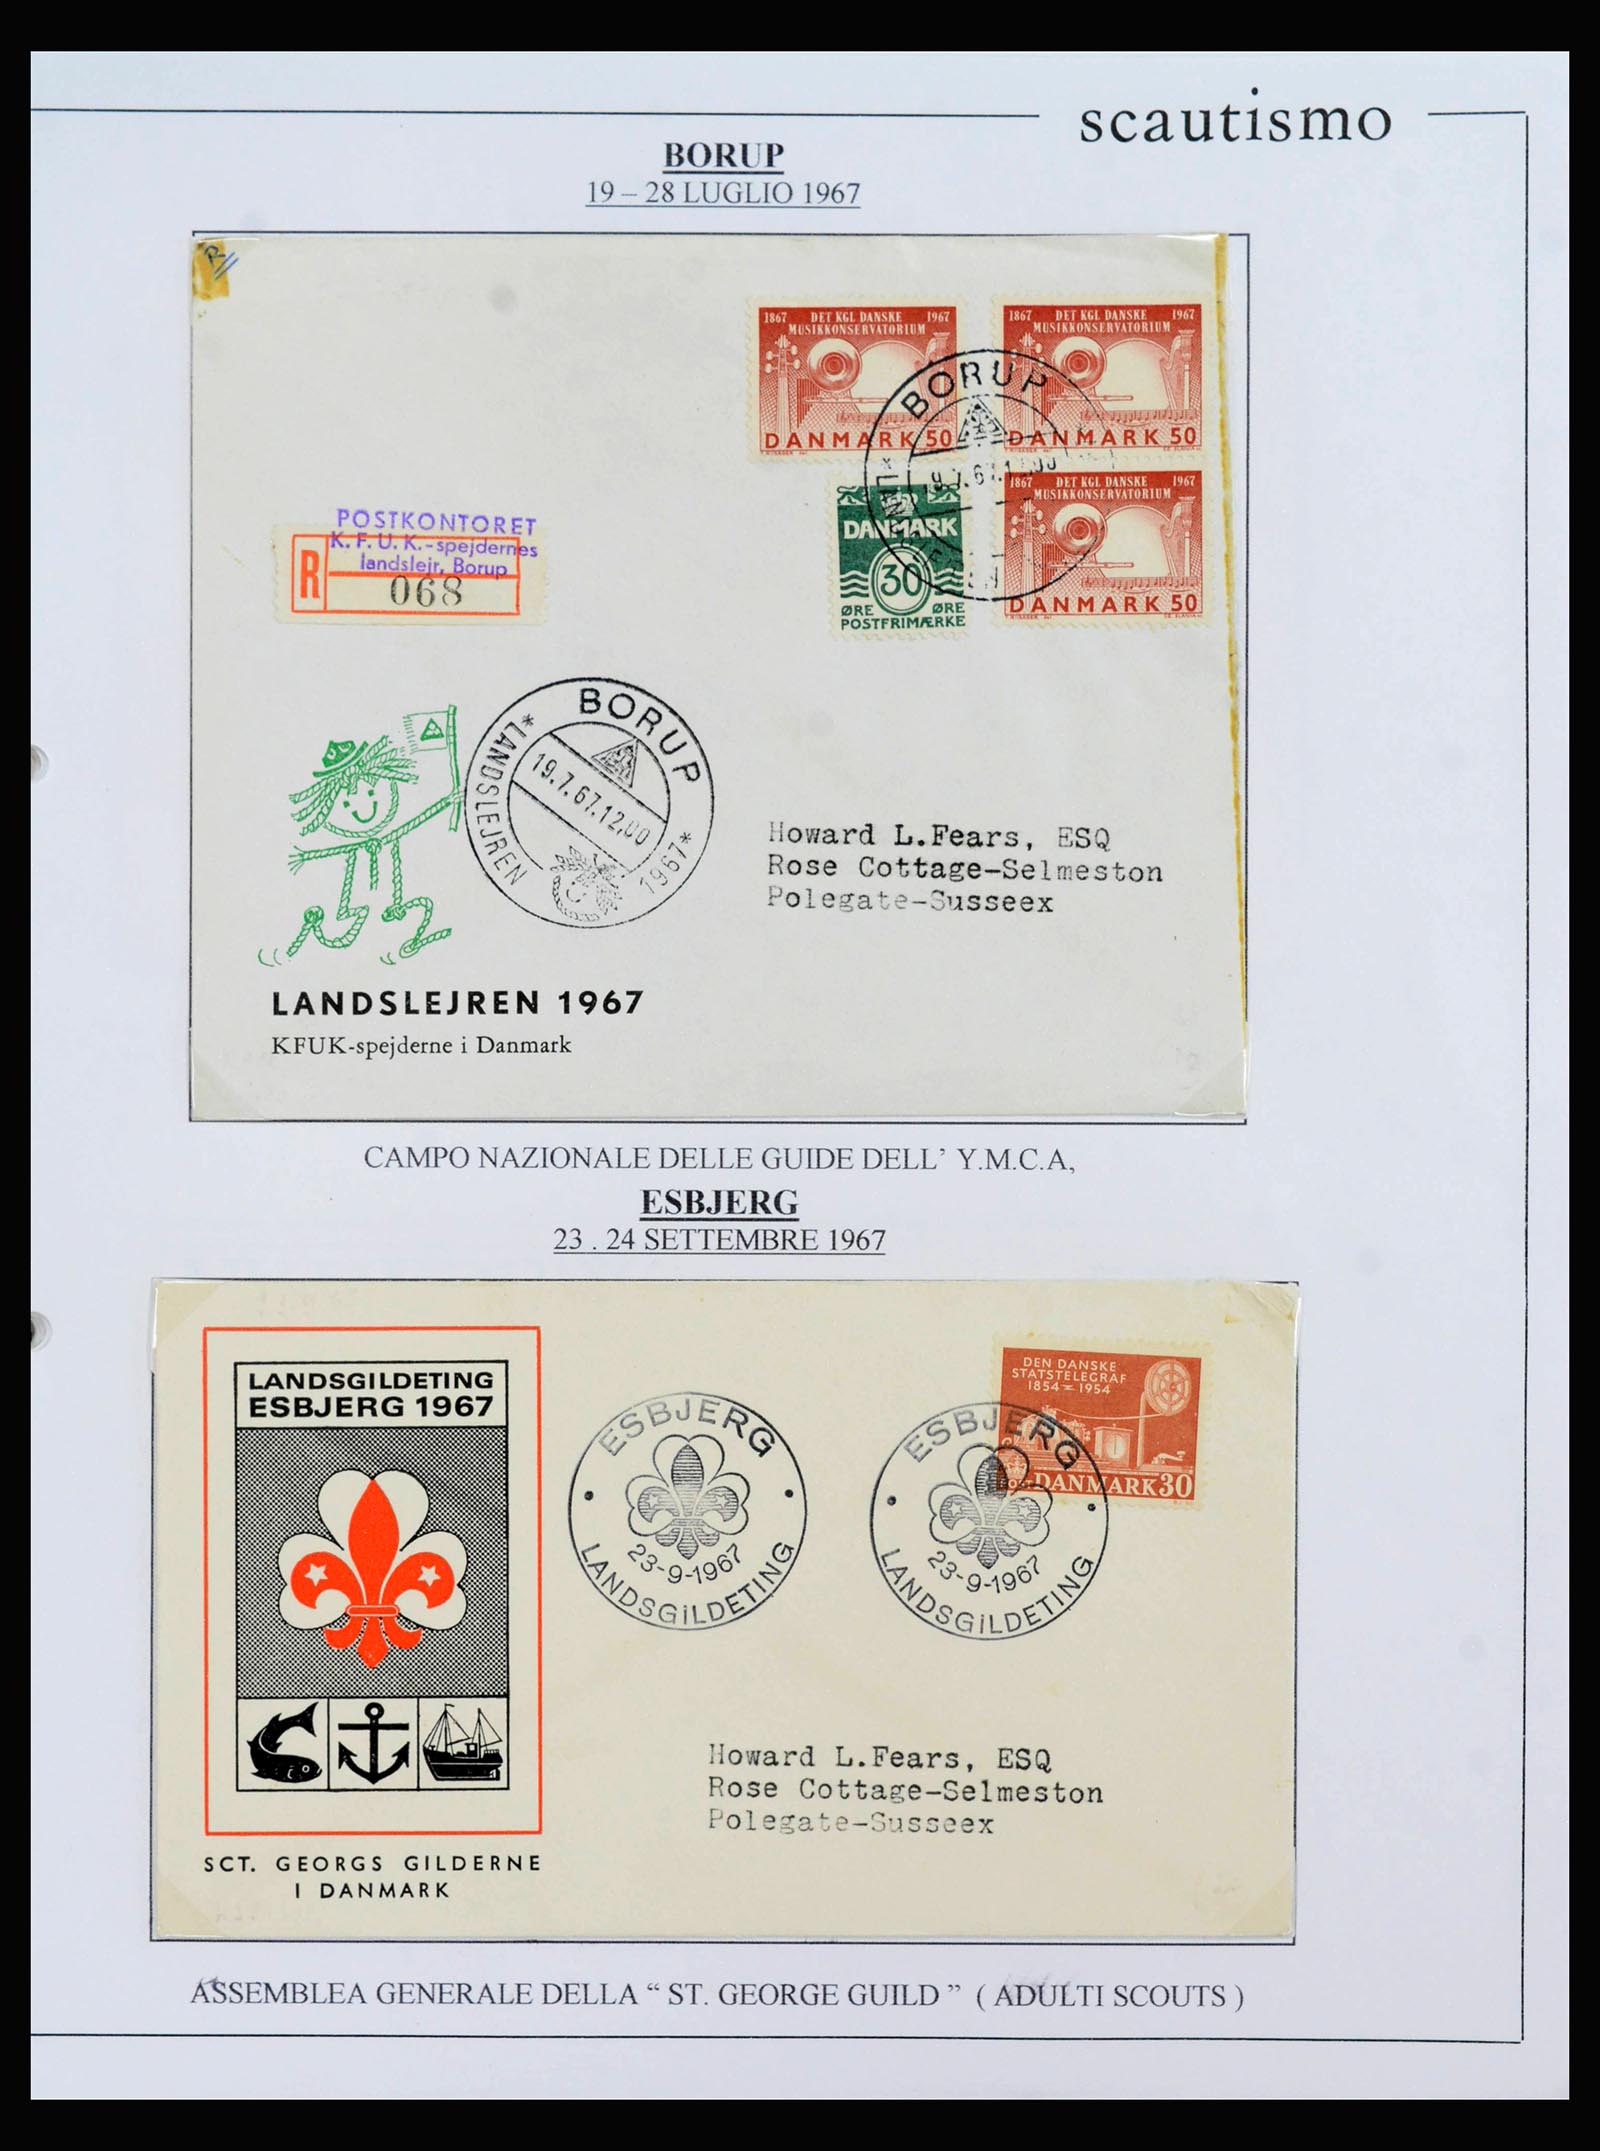 scautismo
BORUP
19 – 28 LUGLIO 1967
R
1867 DET KGL DANSKE 1967
MUSIKKONSERVATORIUM
DANMARK 50
1867 DET KGL DANSKE 1967
MUSIKKONSERVATORIUM
DANMARK 50
BORUP
19.7.67.12.00
DANMARK
30
ØRE ØRE
POSTFRIMÆRKE
1867 DET KGL DANSKE 1967
MUSIKKONSERVATORIUM
DANMARK 50
POSTKONTORET
K. F. U. K.-spejdernes
landslejr, Borup
R 068
BORUP
19.7.67.12.00
*LANDSLEJREN 1967*
Howard L.Fears, ESQ
Rose Cottage-Selmeston
Polegate-Susseex
LANDSLEJREN 1967
KFUK-spejderne i Danmark
CAMPO NAZIONALE DELLE GUIDE DELL’ Y.M.C.A,
ESBJERG
23 . 24 SETTEMBRE 1967
LANDSGILDETING
ESBJERG 1967
ESBJERG
23-9-1967
LANDSGiLDETING
ESBJERG
23-9-1967
LANDSGiLDETING
DEN DANSKE
STATSTELEGRAF
1854 – 1954
DANMARK 30
Howard L.Fears, ESQ
Rose Cottage-Selmeston
Polegate-Susseex
SCT. GEORGS GILDERNE
I DANMARK
ASSEMBLEA GENERALE DELLA “ ST. GEORGE GUILD ” ( ADULTI SCOUTS )